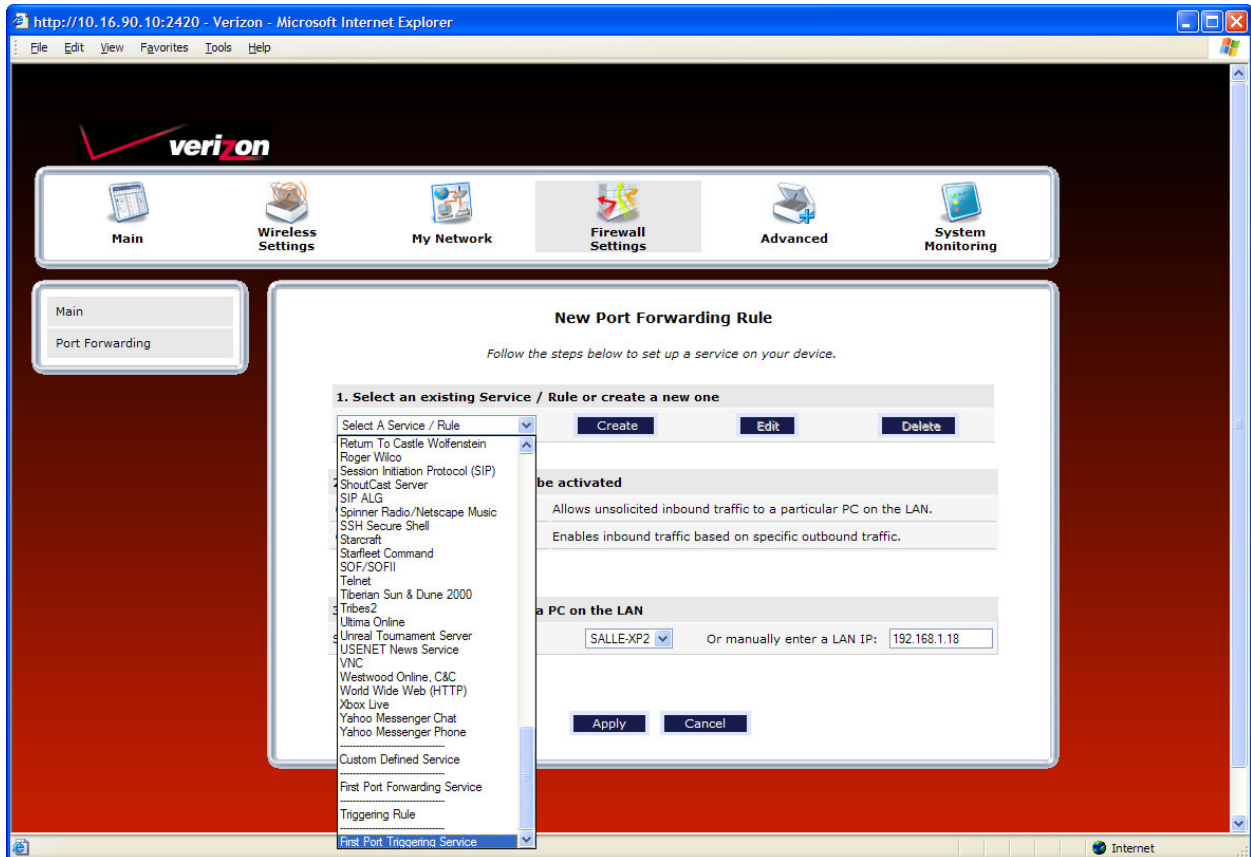 http://10.16.90.10:2420 - Verizon - Microsoft Internet Explorer
File Edit View Favorites Tools Help
verizon
Main
Wireless Settings
My Network
Firewall Settings
Advanced
System Monitoring
Main
Port Forwarding
New Port Forwarding Rule
Follow the steps below to set up a service on your device.
1. Select an existing Service / Rule or create a new one
Select A Service / Rule
Create
Edit
Delete
Return To Castle Wolfenstein
Roger Wilco
Session Initiation Protocol (SIP)
ShoutCast Server
SIP ALG
Spinner Radio/Netscape Music
SSH Secure Shell
Starcraft
Starfleet Command
SOF/SOFII
Telnet
Tiberian Sun & Dune 2000
Tribes2
Ultima Online
Unreal Tournament Server
USENET News Service
VNC
Westwood Online, C&C
World Wide Web (HTTP)
Xbox Live
Yahoo Messenger Chat
Yahoo Messenger Phone
---------------------------------
Custom Defined Service
---------------------------------
First Port Forwarding Service
---------------------------------
Triggering Rule
---------------------------------
First Port Triggering Service
be activated
Allows unsolicited inbound traffic to a particular PC on the LAN.
Enables inbound traffic based on specific outbound traffic.
a PC on the LAN
SALLE-XP2
Or manually enter a LAN IP:
192.168.1.18
Apply
Cancel
Internet